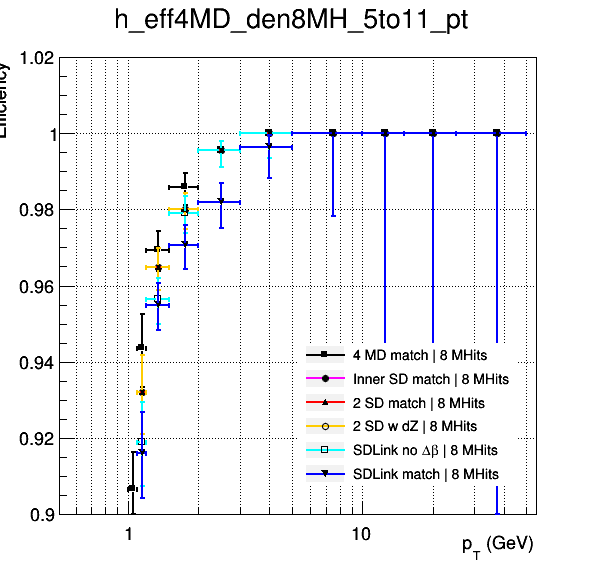 h_eff4MD_den8MH_5to11_pt
Efficiency
1.02
1
0.98
0.96
0.94
0.92
0.9
4 MD match | 8 MHits
Inner SD match | 8 MHits
2 SD match | 8 MHits
2 SD w dZ | 8 MHits
SDLink no Δβ | 8 MHits
SDLink match | 8 MHits
1
10
p_T (GeV)